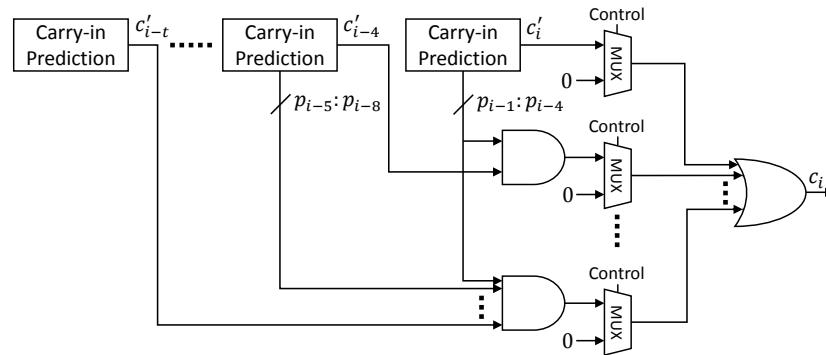 Carry-in Prediction
c'_{i-t}
Carry-in Prediction
c'_{i-4}
Carry-in Prediction
c'_i
Control
MUX
0
p_{i-5}:p_{i-8}
p_{i-1}:p_{i-4}
Control
MUX
0
c_i
Control
MUX
0